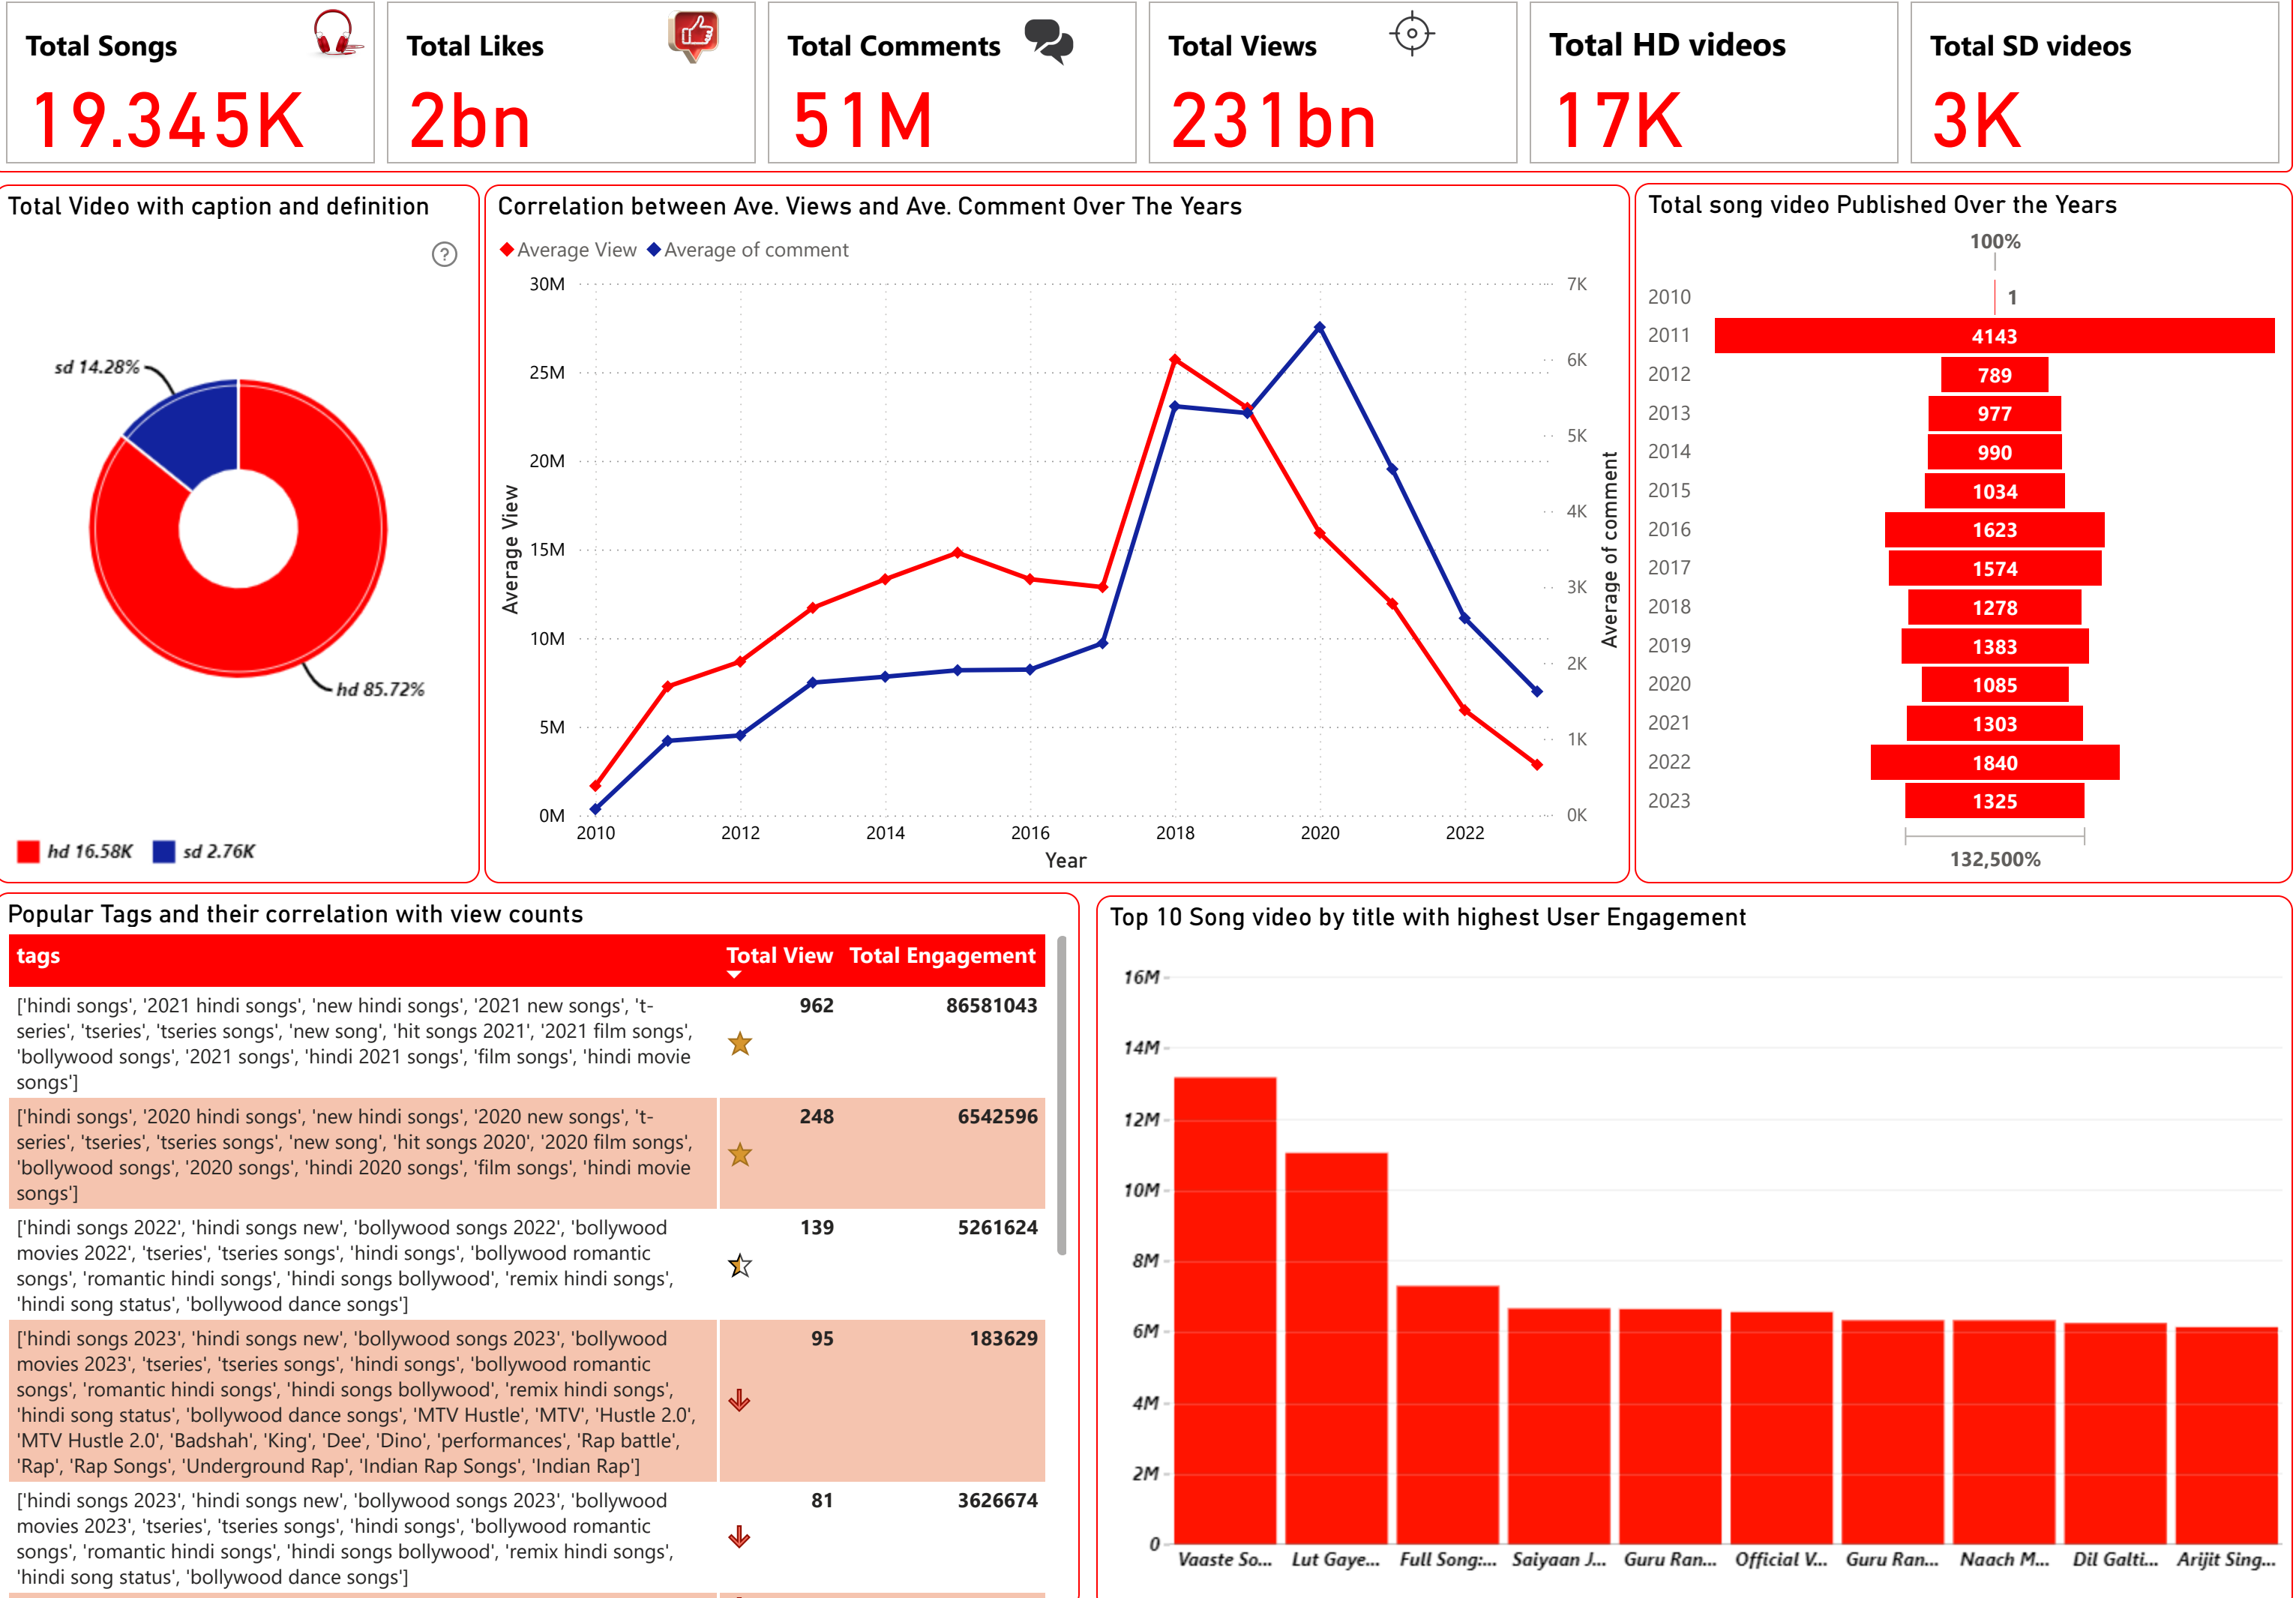 Total Songs
19.345K
Total Likes
2bn
Total Comments
51M
Total Views
231bn
Total HD videos
17K
Total SD videos
3K
Total Video with caption and definition
?
sd 14.28%
hd 85.72%
hd 16.58K
sd 2.76K
Correlation between Ave. Views and Ave. Comment Over The Years
Average View
Average of comment
30M
25M
20M
15M
10M
5M
0M
Average View
7K
6K
5K
4K
3K
2K
1K
0K
Average of comment
2010
2012
2014
2016
2018
2020
2022
Year
Total song video Published Over the Years
100%
2010 1
2011 4143
2012 789
2013 977
2014 990
2015 1034
2016 1623
2017 1574
2018 1278
2019 1383
2020 1085
2021 1303
2022 1840
2023 1325
132,500%
Popular Tags and their correlation with view counts
tags Total View Total Engagement
['hindi songs', '2021 hindi songs', 'new hindi songs', '2021 new songs', 't- 962 86581043
series', 'tseries', 'tseries songs', 'new song', 'hit songs 2021', '2021 film songs',
'bollywood songs', '2021 songs', 'hindi 2021 songs', 'film songs', 'hindi movie
songs']
['hindi songs', '2020 hindi songs', 'new hindi songs', '2020 new songs', 't- 248 6542596
series', 'tseries', 'tseries songs', 'new song', 'hit songs 2020', '2020 film songs',
'bollywood songs', '2020 songs', 'hindi 2020 songs', 'film songs', 'hindi movie
songs']
['hindi songs 2022', 'hindi songs new', 'bollywood songs 2022', 'bollywood 139 5261624
movies 2022', 'tseries', 'tseries songs', 'hindi songs', 'bollywood romantic
songs', 'romantic hindi songs', 'hindi songs bollywood', 'remix hindi songs',
'hindi song status', 'bollywood dance songs']
['hindi songs 2023', 'hindi songs new', 'bollywood songs 2023', 'bollywood 95 183629
movies 2023', 'tseries', 'tseries songs', 'hindi songs', 'bollywood romantic
songs', 'romantic hindi songs', 'hindi songs bollywood', 'remix hindi songs',
'hindi song status', 'bollywood dance songs', 'MTV Hustle', 'MTV', 'Hustle 2.0',
'MTV Hustle 2.0', 'Badshah', 'King', 'Dee', 'Dino', 'performances', 'Rap battle',
'Rap', 'Rap Songs', 'Underground Rap', 'Indian Rap Songs', 'Indian Rap']
['hindi songs 2023', 'hindi songs new', 'bollywood songs 2023', 'bollywood 81 3626674
movies 2023', 'tseries', 'tseries songs', 'hindi songs', 'bollywood romantic
songs', 'romantic hindi songs', 'hindi songs bollywood', 'remix hindi songs',
'hindi song status', 'bollywood dance songs']
Top 10 Song video by title with highest User Engagement
16M
14M
12M
10M
8M
6M
4M
2M
0
Vaaste So...
Lut Gaye...
Full Song:...
Saiyaan J...
Guru Ran...
Official V...
Guru Ran...
Naach M...
Dil Galti...
Arijit Sing...